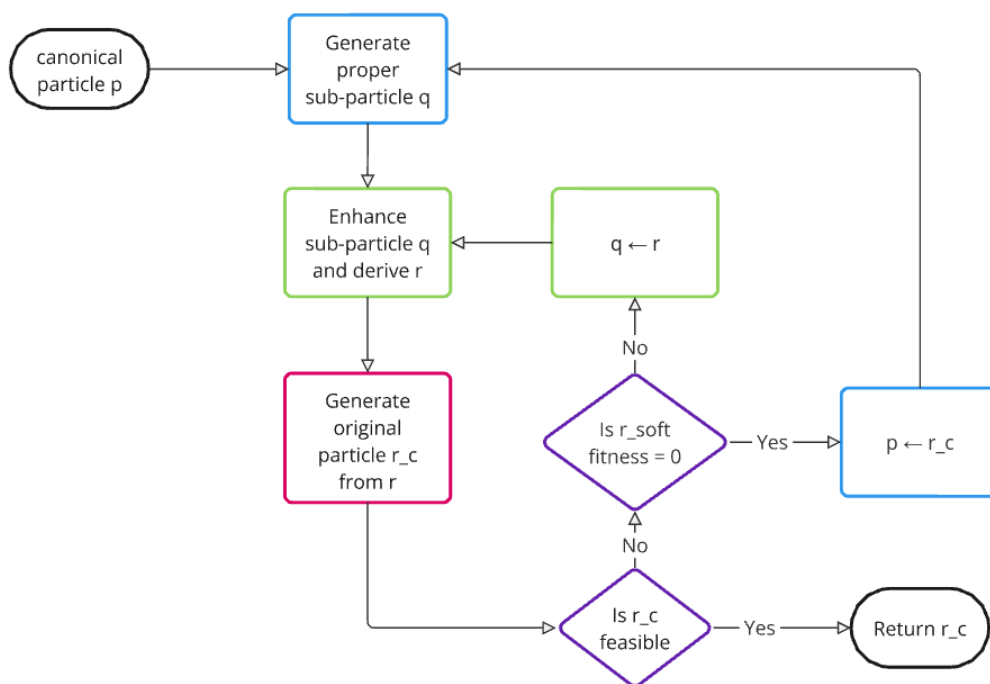 canonical
particle p
Generate
proper
sub-particle q
Enhance
sub-particle q
and derive r
q ← r
Generate
original
particle r_c
from r
No
Is r_soft
fitness = 0
Yes
p ← r_c
No
Is r_c
feasible
Yes
Return r_c